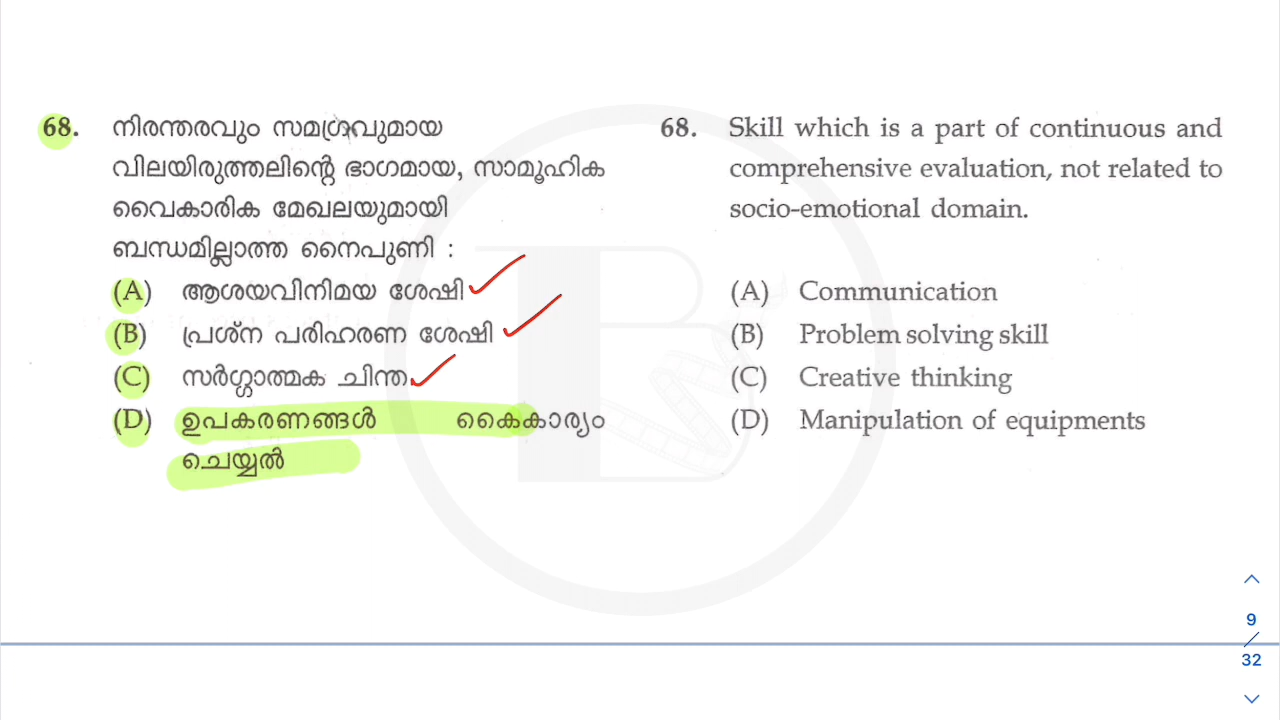 68. നിരന്തരവും സമഗ്രവുമായ
വിലയിരുത്തലിന്റെ ഭാഗമായ, സാമൂഹിക
വൈകാരിക മേഖലയുമായി
ബന്ധമില്ലാത്ത നൈപുണി :
(A) ആശയവിനിമയ ശേഷി
(B) പ്രശ്ന പരിഹരണ ശേഷി
(C) സർഗ്ഗാത്മക ചിന്ത
(D) ഉപകരണങ്ങൾ കൈകാര്യം
ചെയ്യൽ
68. Skill which is a part of continuous and
comprehensive evaluation, not related to
socio-emotional domain.
(A) Communication
(B) Problem solving skill
(C) Creative thinking
(D) Manipulation of equipments
9
32